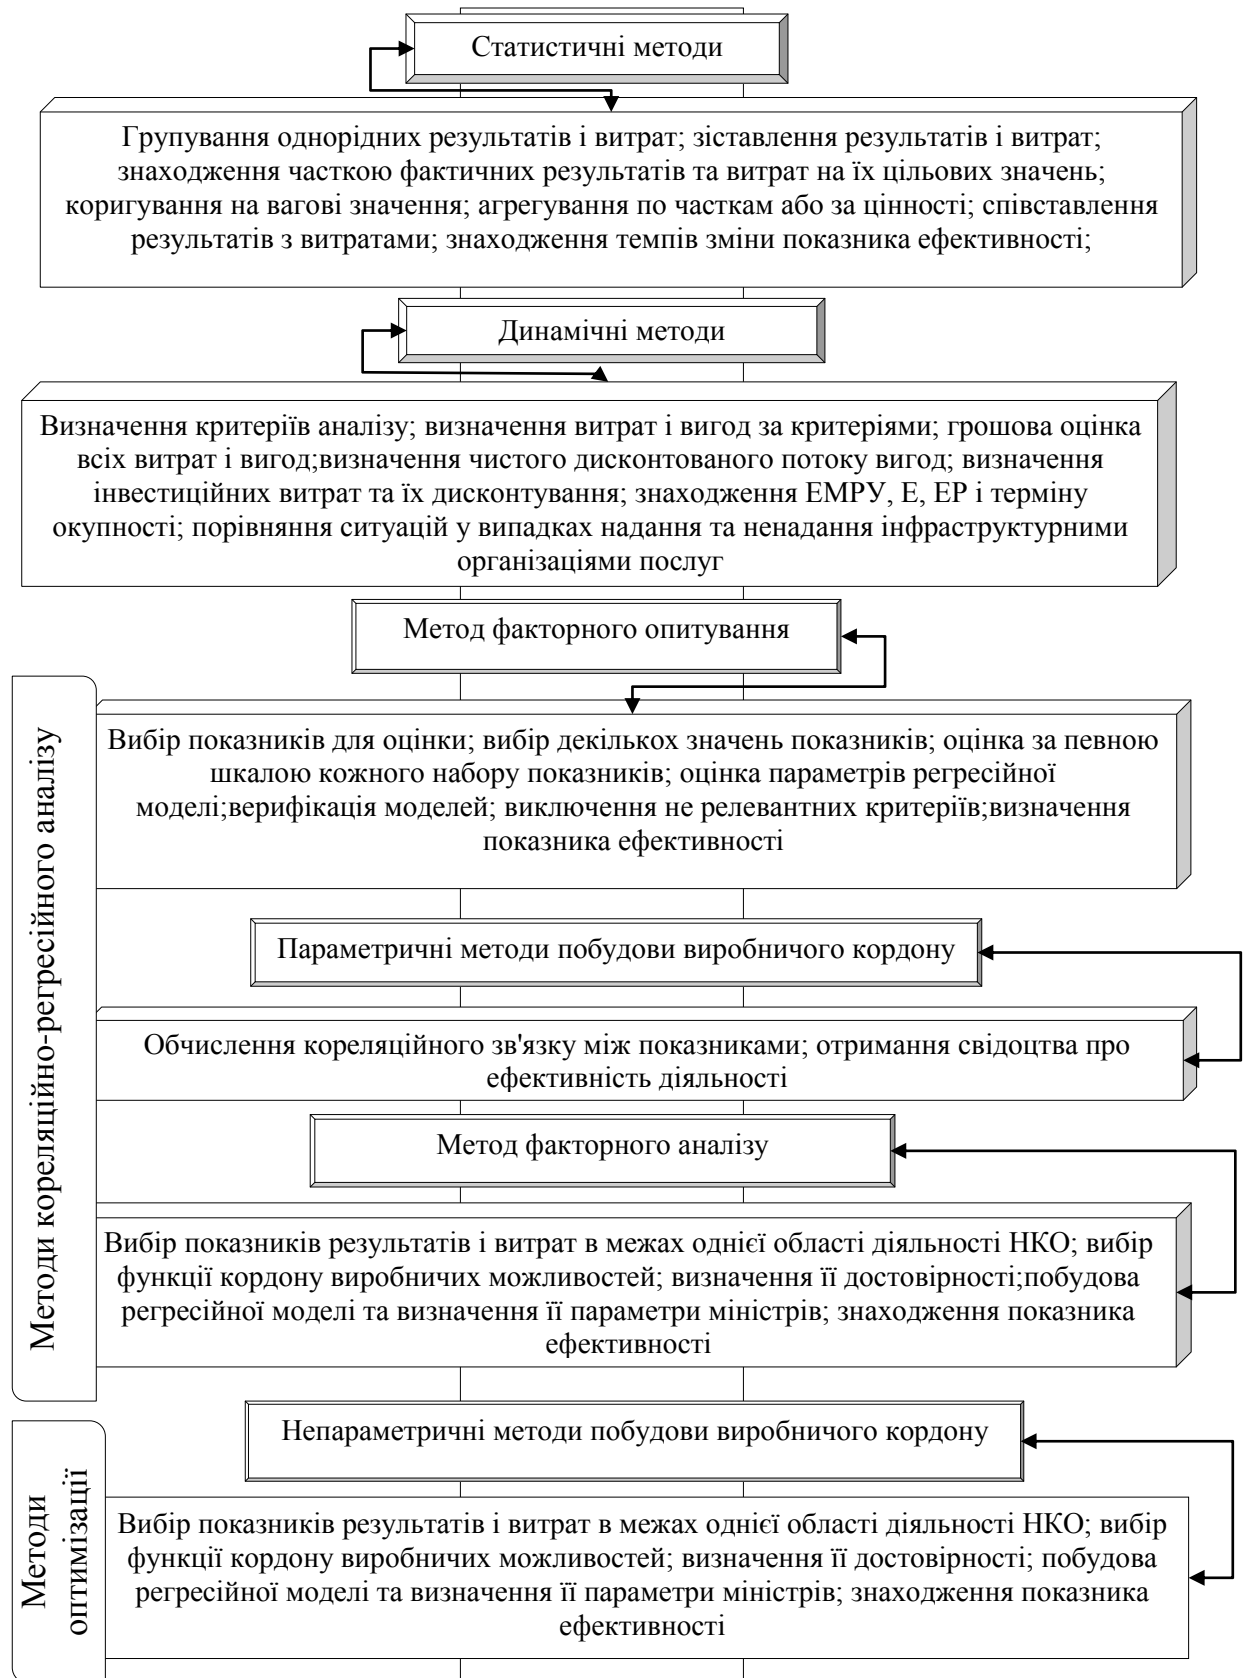 Статистичні методи
Групування однорідних результатів і витрат; зіставлення результатів і витрат;
знаходження часткою фактичних результатів та витрат на їх цільових значень;
коригування на вагові значення; агрегування по часткам або за цінності; співставлення
результатів з витратами; знаходження темпів зміни показника ефективності;
Динамічні методи
Визначення критеріїв аналізу; визначення витрат і вигод за критеріями; грошова оцінка
всіх витрат і вигод;визначення чистого дисконтованого потоку вигод; визначення
інвестиційних витрат та їх дисконтування; знаходження ЕМРУ, Е, ЕР і терміну
окупності; порівняння ситуацій у випадках надання та ненадання інфраструктурними
організаціями послуг
Метод факторного опитування
Методи кореляційно-регресійного аналізу
Вибір показників для оцінки; вибір декількох значень показників; оцінка за певною
шкалою кожного набору показників; оцінка параметрів регресійної
моделі;верифікація моделей; виключення не релевантних критеріїв;визначення
показника ефективності
Параметричні методи побудови виробничого кордону
Обчислення кореляційного зв'язку між показниками; отримання свідоцтва про
ефективність діяльності
Метод факторного аналізу
Вибір показників результатів і витрат в межах однієї області діяльності НКО; вибір
функції кордону виробничих можливостей; визначення її достовірності;побудова
регресійної моделі та визначення її параметри міністрів; знаходження показника
ефективності
Непараметричні методи побудови виробничого кордону
Методи
оптимізації
Вибір показників результатів і витрат в межах однієї області діяльності НКО; вибір
функції кордону виробничих можливостей; визначення її достовірності; побудова
регресійної моделі та визначення її параметри міністрів; знаходження показника
ефективності